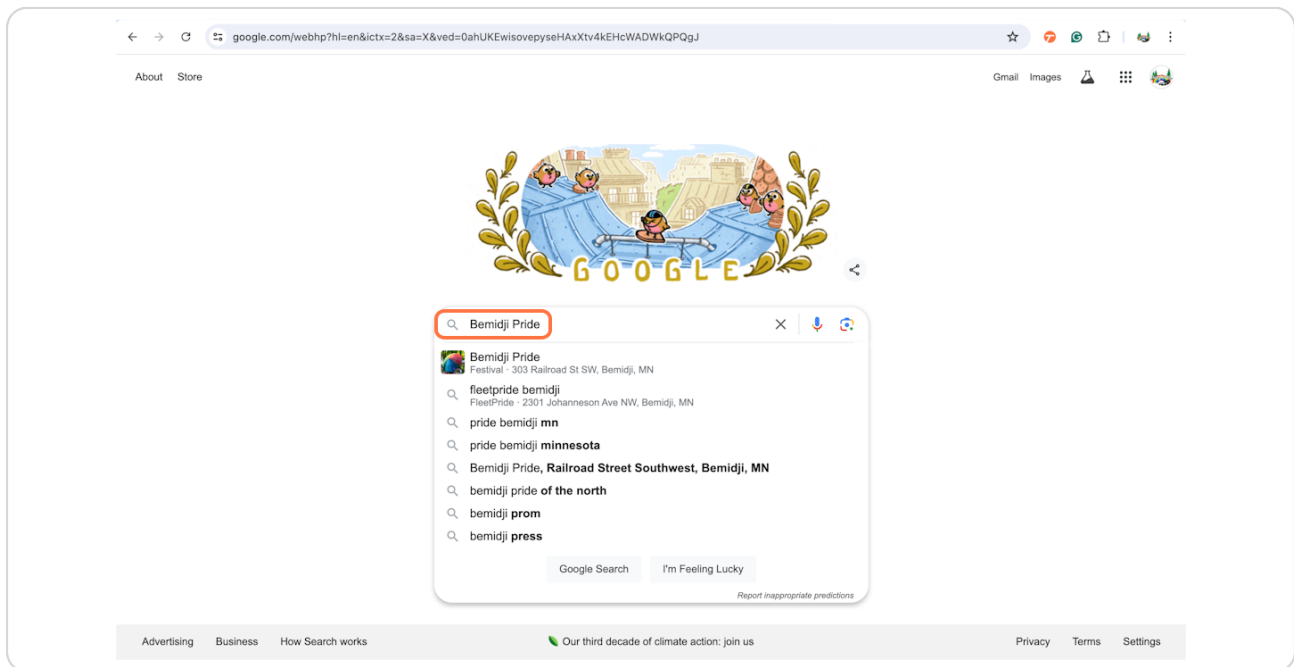 google.com/webhp?hl=en&ictx=2&sa=X&ved=0ahUKEwisovepyseHAxXtv4kEHcWADWkQPQgJ
About Store Gmail Images
GOOGLE
Bemidji Pride
Bemidji Pride
Festival · 303 Railroad St SW, Bemidji, MN
fleetpride bemidji
FleetPride · 2301 Johanneson Ave NW, Bemidji, MN
pride bemidji mn
pride bemidji minnesota
Bemidji Pride, Railroad Street Southwest, Bemidji, MN
bemidji pride of the north
bemidji prom
bemidji press
Google Search I'm Feeling Lucky
Report inappropriate predictions
Advertising Business How Search works Our third decade of climate action: join us Privacy Terms Settings